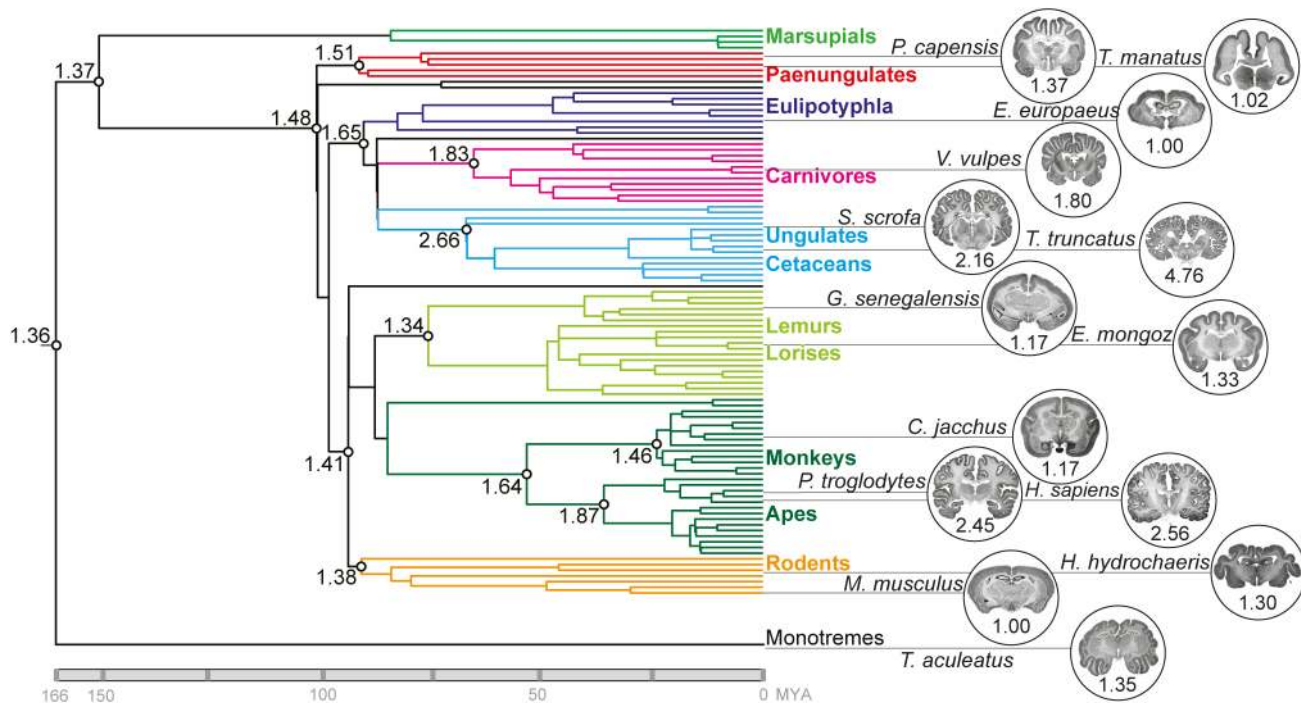 Marsupials
P. capensis
1.37
T. manatus
1.02
1.51
1.37
Paenungulates
1.48
Eulipotyphla
E. europaeus
1.00
1.65
1.83
V. vulpes
1.80
Carnivores
S. scrofa
2.16
2.66
Ungulates
T. truncatus
4.76
Cetaceans
G. senegalensis
1.17
1.34
Lemurs
E. mongoz
1.33
1.36
Lorises
C. jacchus
1.17
1.46
Monkeys
1.41
1.64
P. troglodytes
2.45
H. sapiens
2.56
1.87
Apes
Rodents
1.38
H. hydrochaeris
1.30
M. musculus
1.00
Monotremes
T. aculeatus
1.35
166 150 100 50 0 MYA